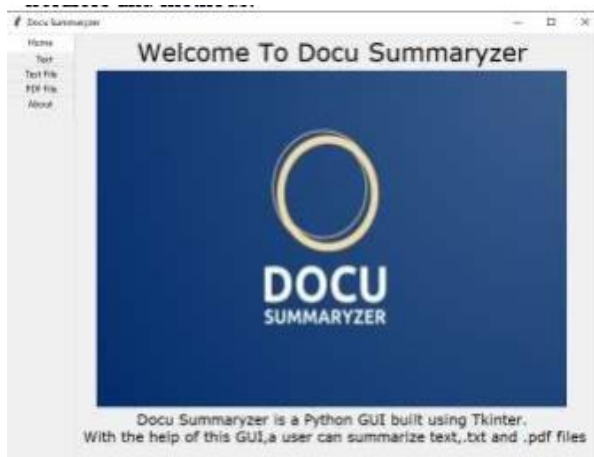 Docu Summaryzer
Home
Text
Text File
PDF File
About
Welcome To Docu Summaryzer
DOCU
SUMMARYZER
Docu Summaryzer is a Python GUI built using Tkinter.
With the help of this GUI,a user can summarize text,.txt and .pdf files